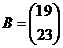 B = (19
23)